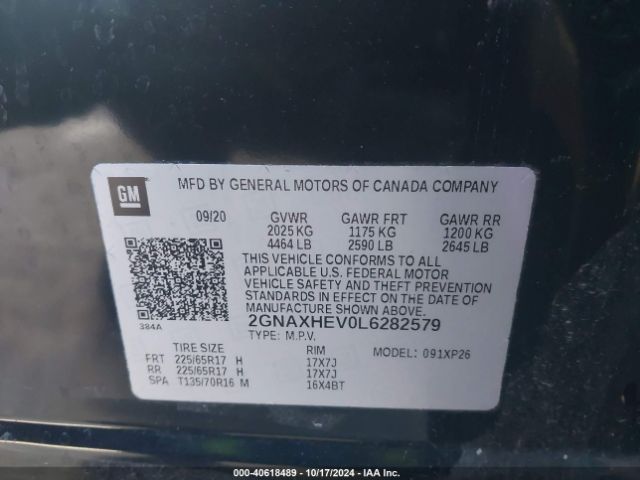 GM
MFD BY GENERAL MOTORS OF CANADA COMPANY
09/20 GVWR GAWR FRT GAWR RR
2025 KG 1175 KG 1200 KG
4464 LB 2590 LB 2645 LB
THIS VEHICLE CONFORMS TO ALL
APPLICABLE U.S. FEDERAL MOTOR
VEHICLE SAFETY AND THEFT PREVENTION
STANDARDS IN EFFECT ON THE DATE OF
MANUFACTURE SHOWN ABOVE.
384A 2GNAXHEV0L6282579
TYPE: M.P.V.
TIRE SIZE RIM MODEL: 091XP26
FRT 225/65R17 H 17X7J
RR 225/65R17 H 17X7J
SPA T135/70R16 M 16X4BT
000-40618489 - 10/17/2024 - IAA Inc.